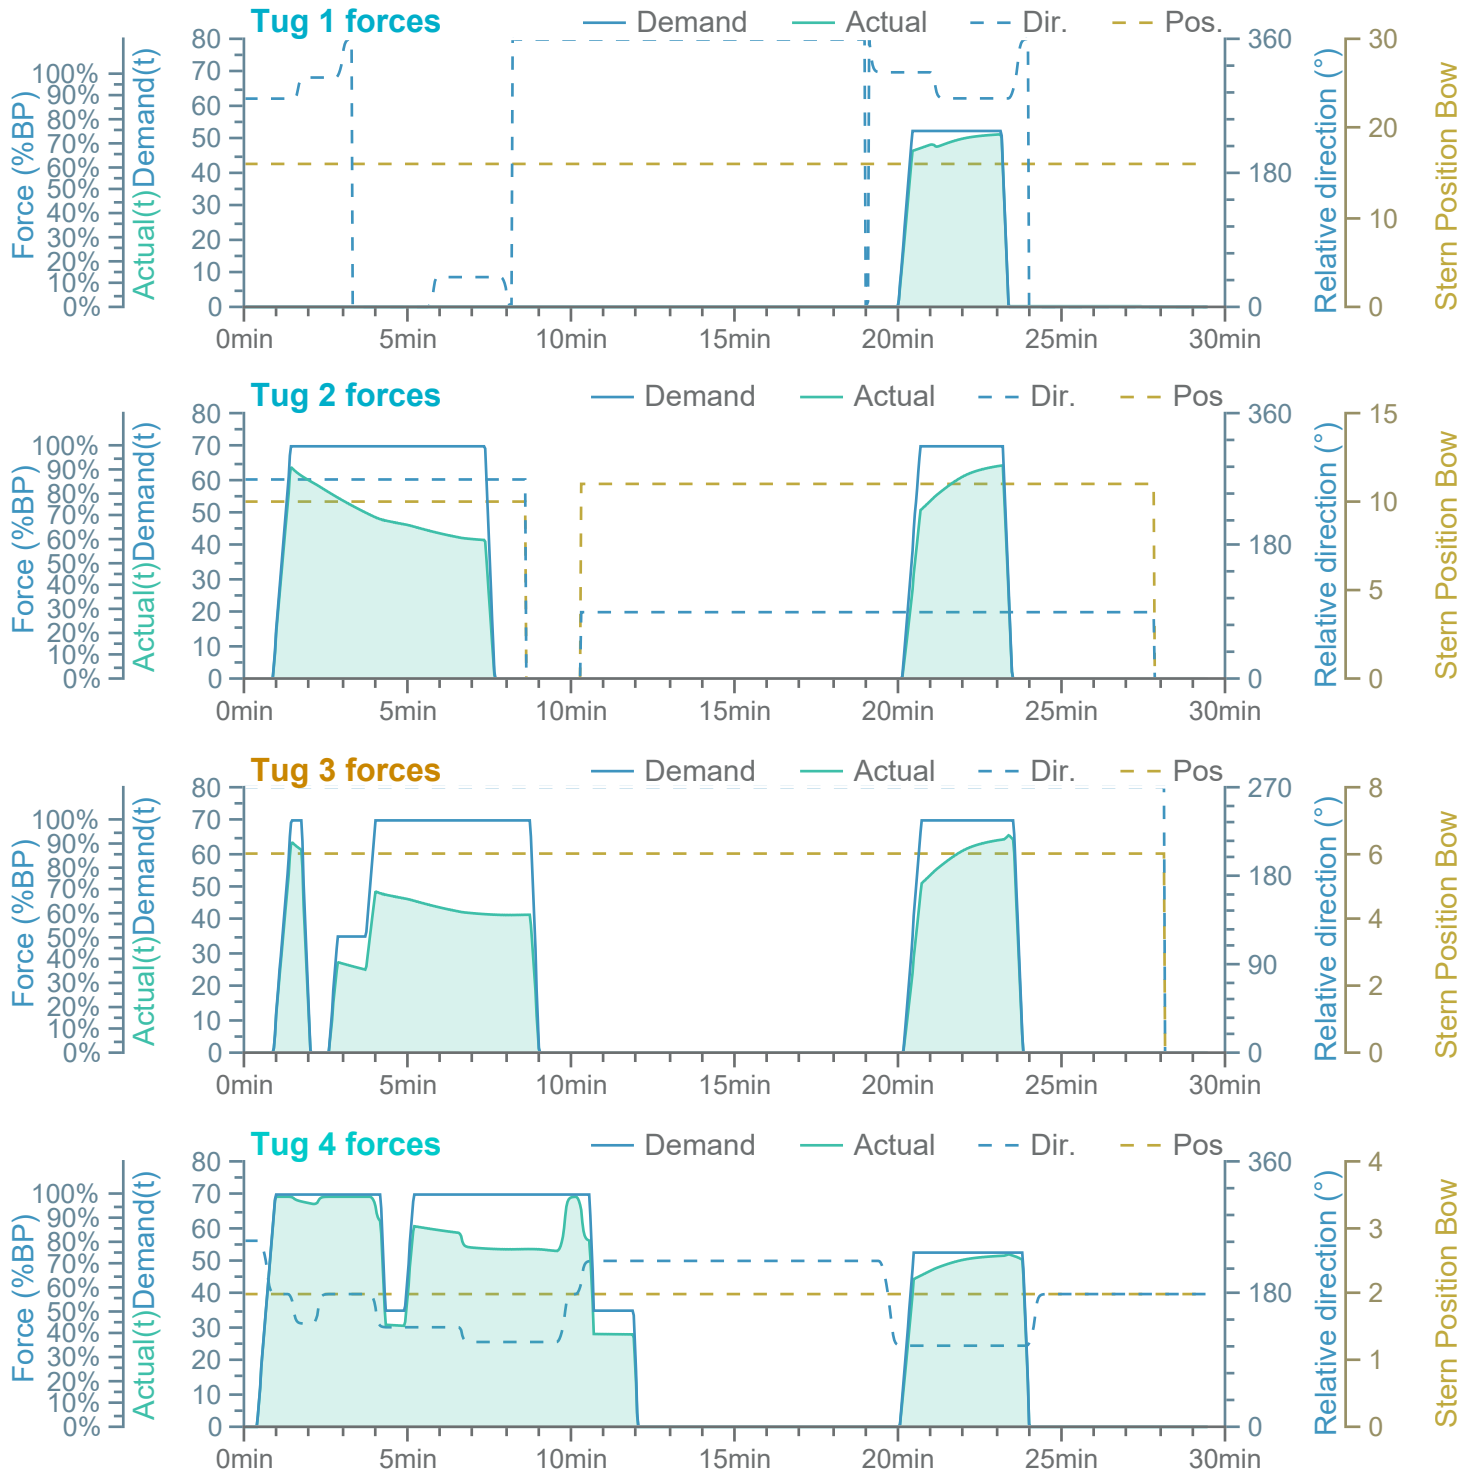 Tug 1 forces
Demand
Actual
Dir.
Pos.
Force (%BP)
100%
90%
80%
70%
60%
50%
40%
30%
20%
10%
0%
Actual(t)Demand(t)
80
70
60
50
40
30
20
10
0
0min
5min
10min
15min
20min
25min
30min
360
180
0
Relative direction (°)
30
20
10
0
Stern Position Bow
Tug 2 forces
Demand
Actual
Dir.
Pos
Force (%BP)
100%
90%
80%
70%
60%
50%
40%
30%
20%
10%
0%
Actual(t)Demand(t)
80
70
60
50
40
30
20
10
0
0min
5min
10min
15min
20min
25min
30min
360
180
0
Relative direction (°)
15
10
5
0
Stern Position Bow
Tug 3 forces
Demand
Actual
Dir.
Pos
Force (%BP)
100%
90%
80%
70%
60%
50%
40%
30%
20%
10%
0%
Actual(t)Demand(t)
80
70
60
50
40
30
20
10
0
0min
5min
10min
15min
20min
25min
30min
270
180
90
0
Relative direction (°)
8
6
4
2
0
Stern Position Bow
Tug 4 forces
Demand
Actual
Dir.
Pos
Force (%BP)
100%
90%
80%
70%
60%
50%
40%
30%
20%
10%
0%
Actual(t)Demand(t)
80
70
60
50
40
30
20
10
0
0min
5min
10min
15min
20min
25min
30min
360
180
0
Relative direction (°)
4
3
2
1
0
Stern Position Bow